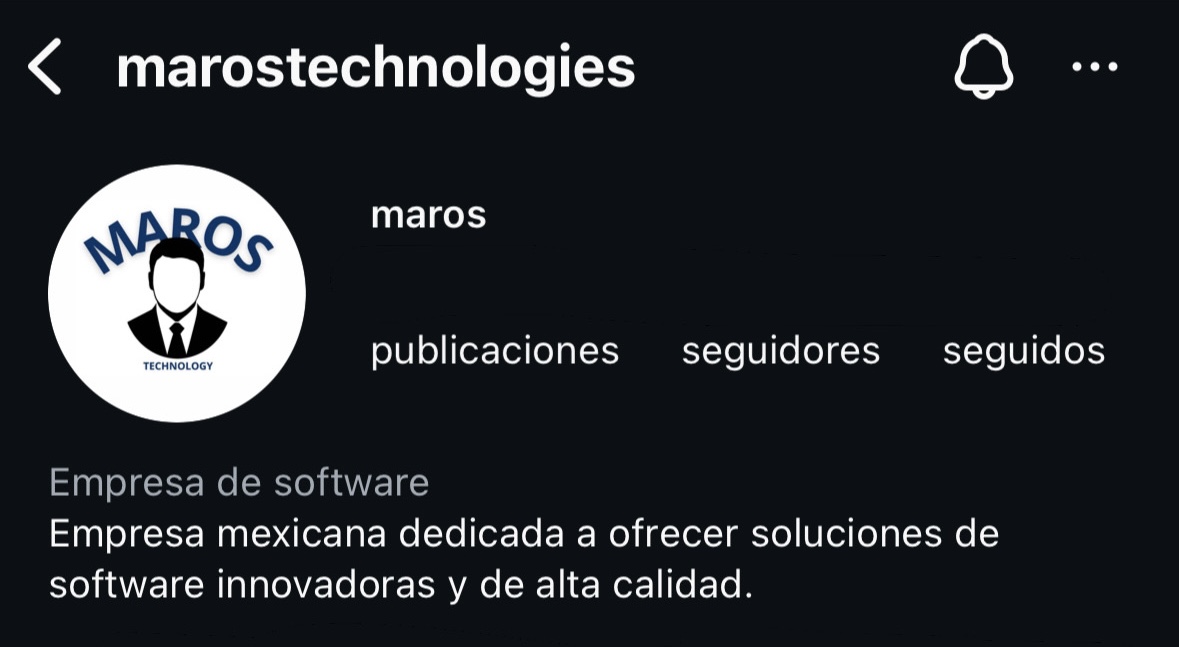 marostechnologies
MAROS
TECHNOLOGY
maros
publicaciones seguidores seguidos
Empresa de software
Empresa mexicana dedicada a ofrecer soluciones de
software innovadoras y de alta calidad.